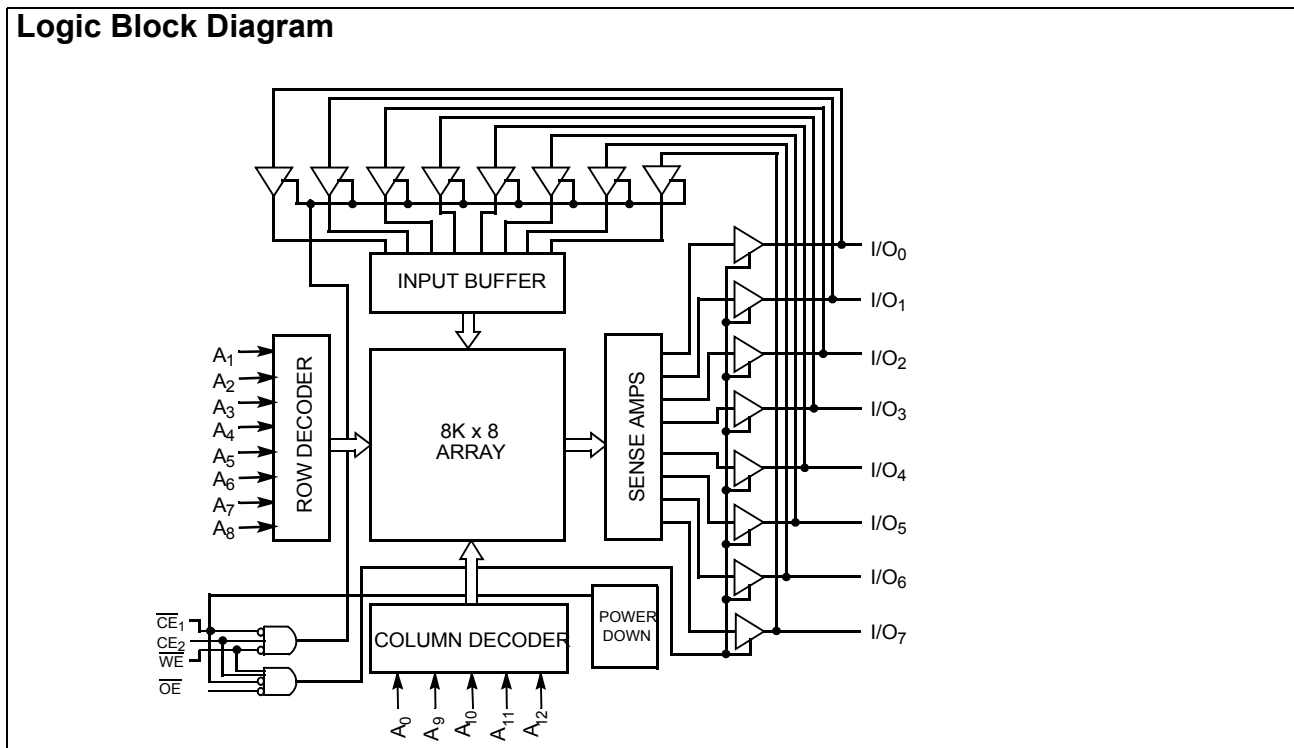 Logic Block Diagram
INPUT BUFFER
I/O0
I/O1
I/O2
I/O3
I/O4
I/O5
I/O6
I/O7
A1
A2
A3
A4
A5
A6
A7
A8
ROW DECODER
8K x 8
ARRAY
SENSE AMPS
POWER
DOWN
COLUMN DECODER
CE1
CE2
WE
OE
A0
A9
A10
A11
A12